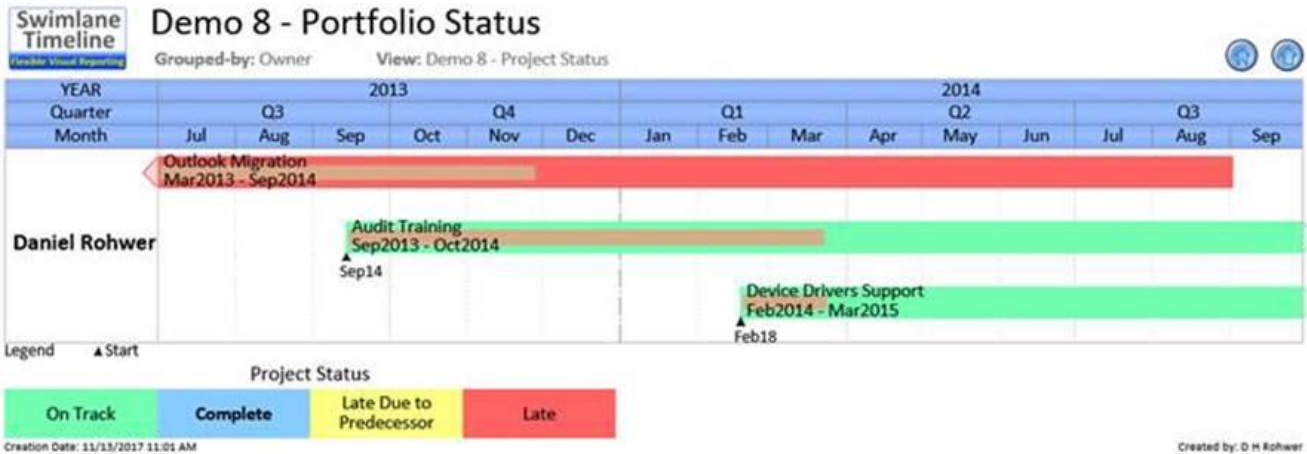 Swimlane
Timeline
Flexible Visual Reporting
Demo 8 - Portfolio Status
Grouped-by: Owner View: Demo 8 - Project Status
YEAR 2013 2014
Quarter Q3 Q4 Q1 Q2 Q3
Month Jul Aug Sep Oct Nov Dec Jan Feb Mar Apr May Jun Jul Aug Sep
Outlook Migration
Mar2013 - Sep2014
Daniel Rohwer
Audit Training
Sep2013 - Oct2014
Sep14
Device Drivers Support
Feb2014 - Mar2015
Feb18
Legend ▲Start
Project Status
On Track Complete Late Due to Predecessor Late
Creation Date: 11/13/2017 11:01 AM Created by: D H Rohwer